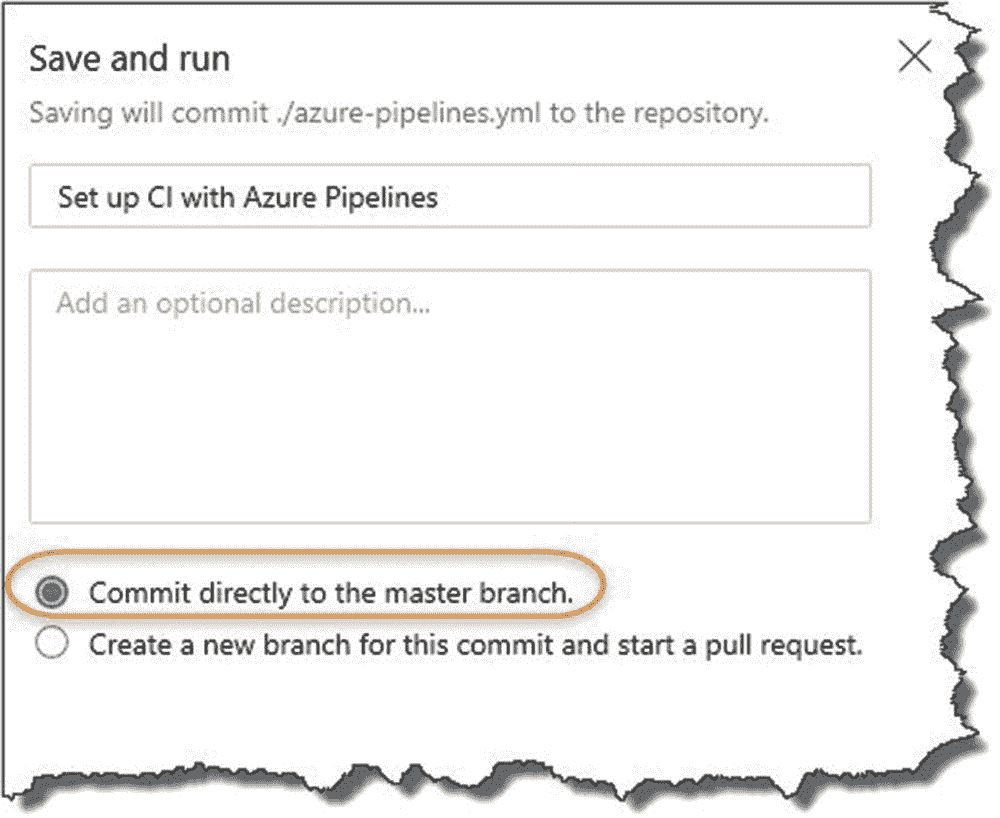 Save and run
Saving will commit ./azure-pipelines.yml to the repository.
Set up CI with Azure Pipelines
Add an optional description...
Commit directly to the master branch.
Create a new branch for this commit and start a pull request.